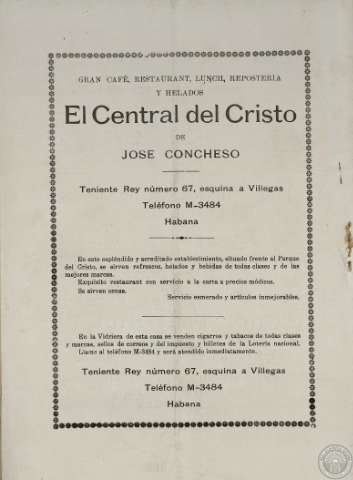 GRAN CAFÉ, RESTAURANT, LUNCH, REPOSTERIA
Y HELADOS
El Central del Cristo
DE
JOSE CONCHESO
Teniente Rey número 67, esquina a Villegas
Teléfono M-3484
Habana
En este espléndido y acreditado establecimiento, situado frente al Parque
del Cristo, se sirven refrescos, helados y bebidas de todas clases y de las
mejores marcas.
Exquisito restaurant con servicio a la carta a precios módicos.
Se sirven cenas.
Servicio esmerado y artículos inmejorables.
En la Vidriera de esta casa se venden cigarros y tabacos de todas clases
y marcas, sellos de correos y del impuesto y billetes de la Lotería nacional.
Llame al teléfono M-3484 y será atendido inmediatamente.
Teniente Rey número 67, esquina a Villegas
Teléfono M-3484
Habana